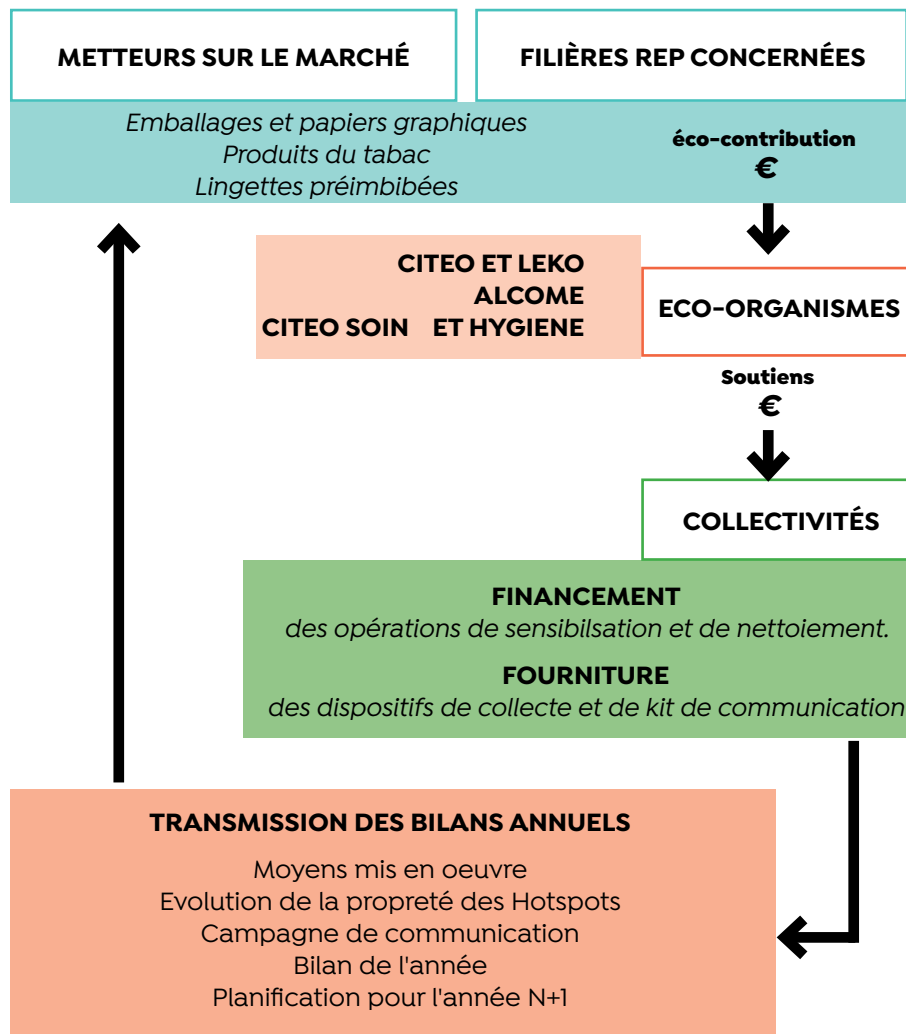 METTEURS SUR LE MARCHÉ
FILIÈRES REP CONCERNÉES
Emballages et papiers graphiques
Produits du tabac
Lingettes préimbibées
éco-contribution
€
CITEO ET LEKO
ALCOME
CITEO SOIN ET HYGIENE
ECO-ORGANISMES
Soutiens
€
COLLECTIVITÉS
FINANCEMENT
des opérations de sensibilsation et de nettoiement.
FOURNITURE
des dispositifs de collecte et de kit de communication
TRANSMISSION DES BILANS ANNUELS
Moyens mis en oeuvre
Evolution de la propreté des Hotspots
Campagne de communication
Bilan de l'année
Planification pour l'année N+1